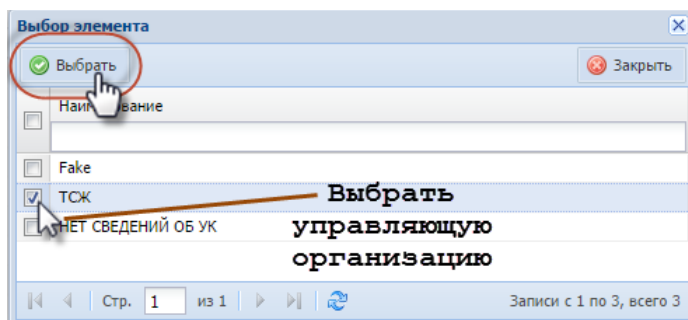 Выбор элемента
Выбрать
Закрыть
Наименование
Fake
ТСЖ
НЕТ СВЕДЕНИЙ ОБ УК
Выбрать
управляющую
организацию
Стр. 1 из 1
Записи с 1 по 3, всего 3